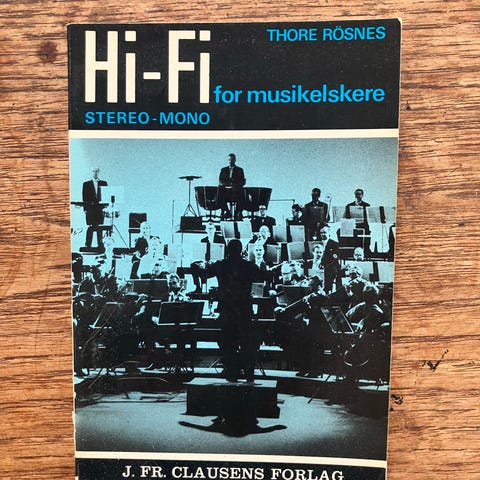 Hi-Fi
THORE RÖSNES
for musikelskere
STEREO-MONO
J. FR. CLAUSENS FORLAG